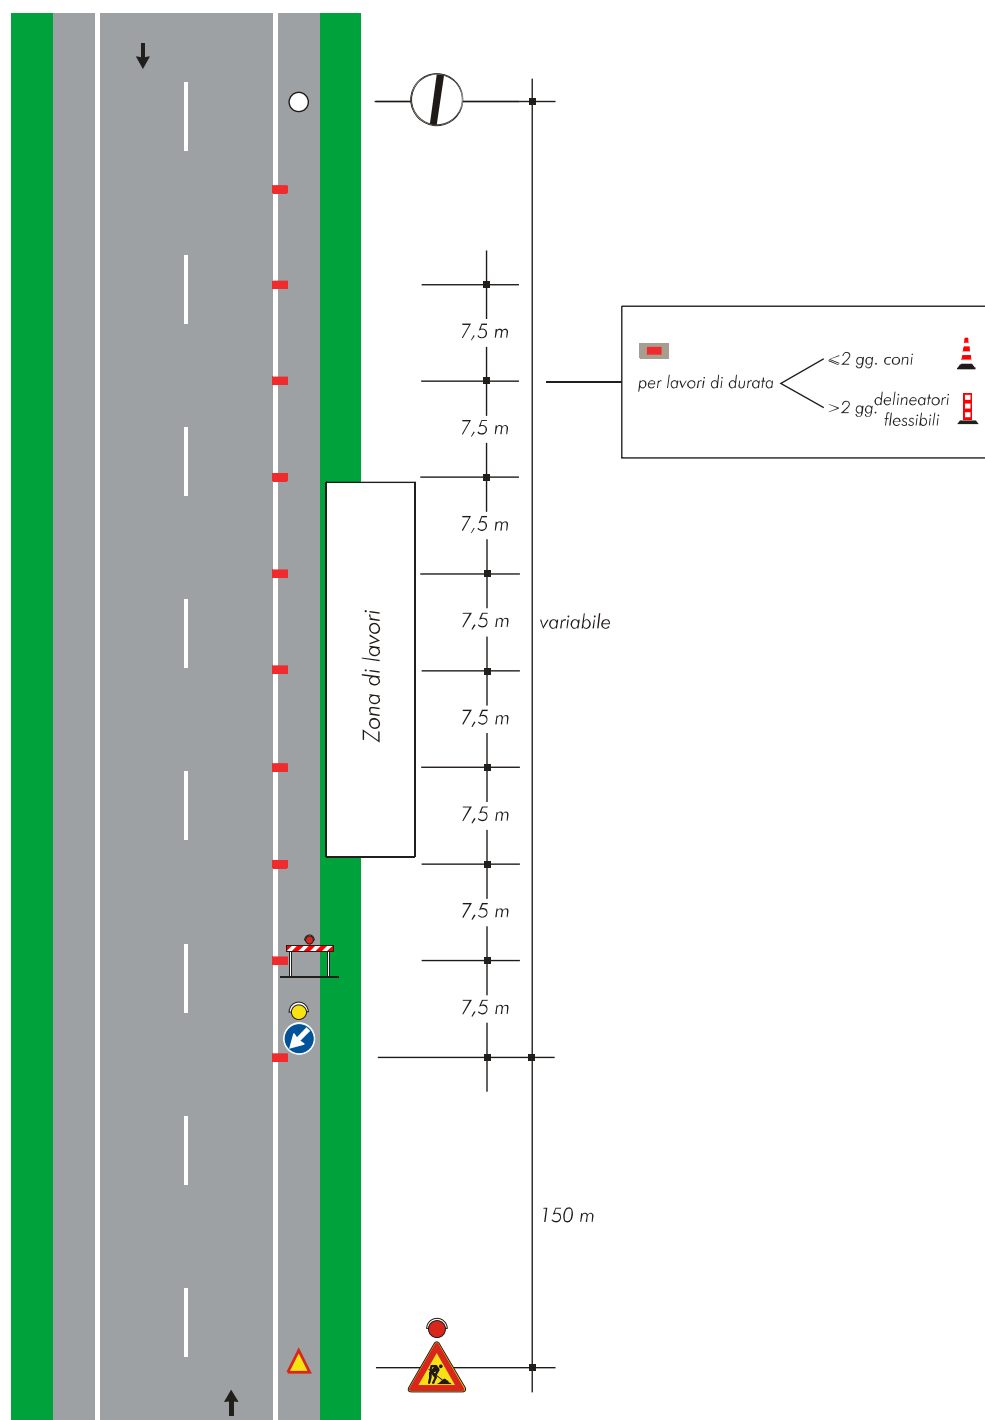 7,5 m
per lavori di durata
≤2 gg. coni
>2 gg. delineatori
flessibili
7,5 m
7,5 m
7,5 m
variabile
Zona di lavori
7,5 m
7,5 m
7,5 m
7,5 m
150 m